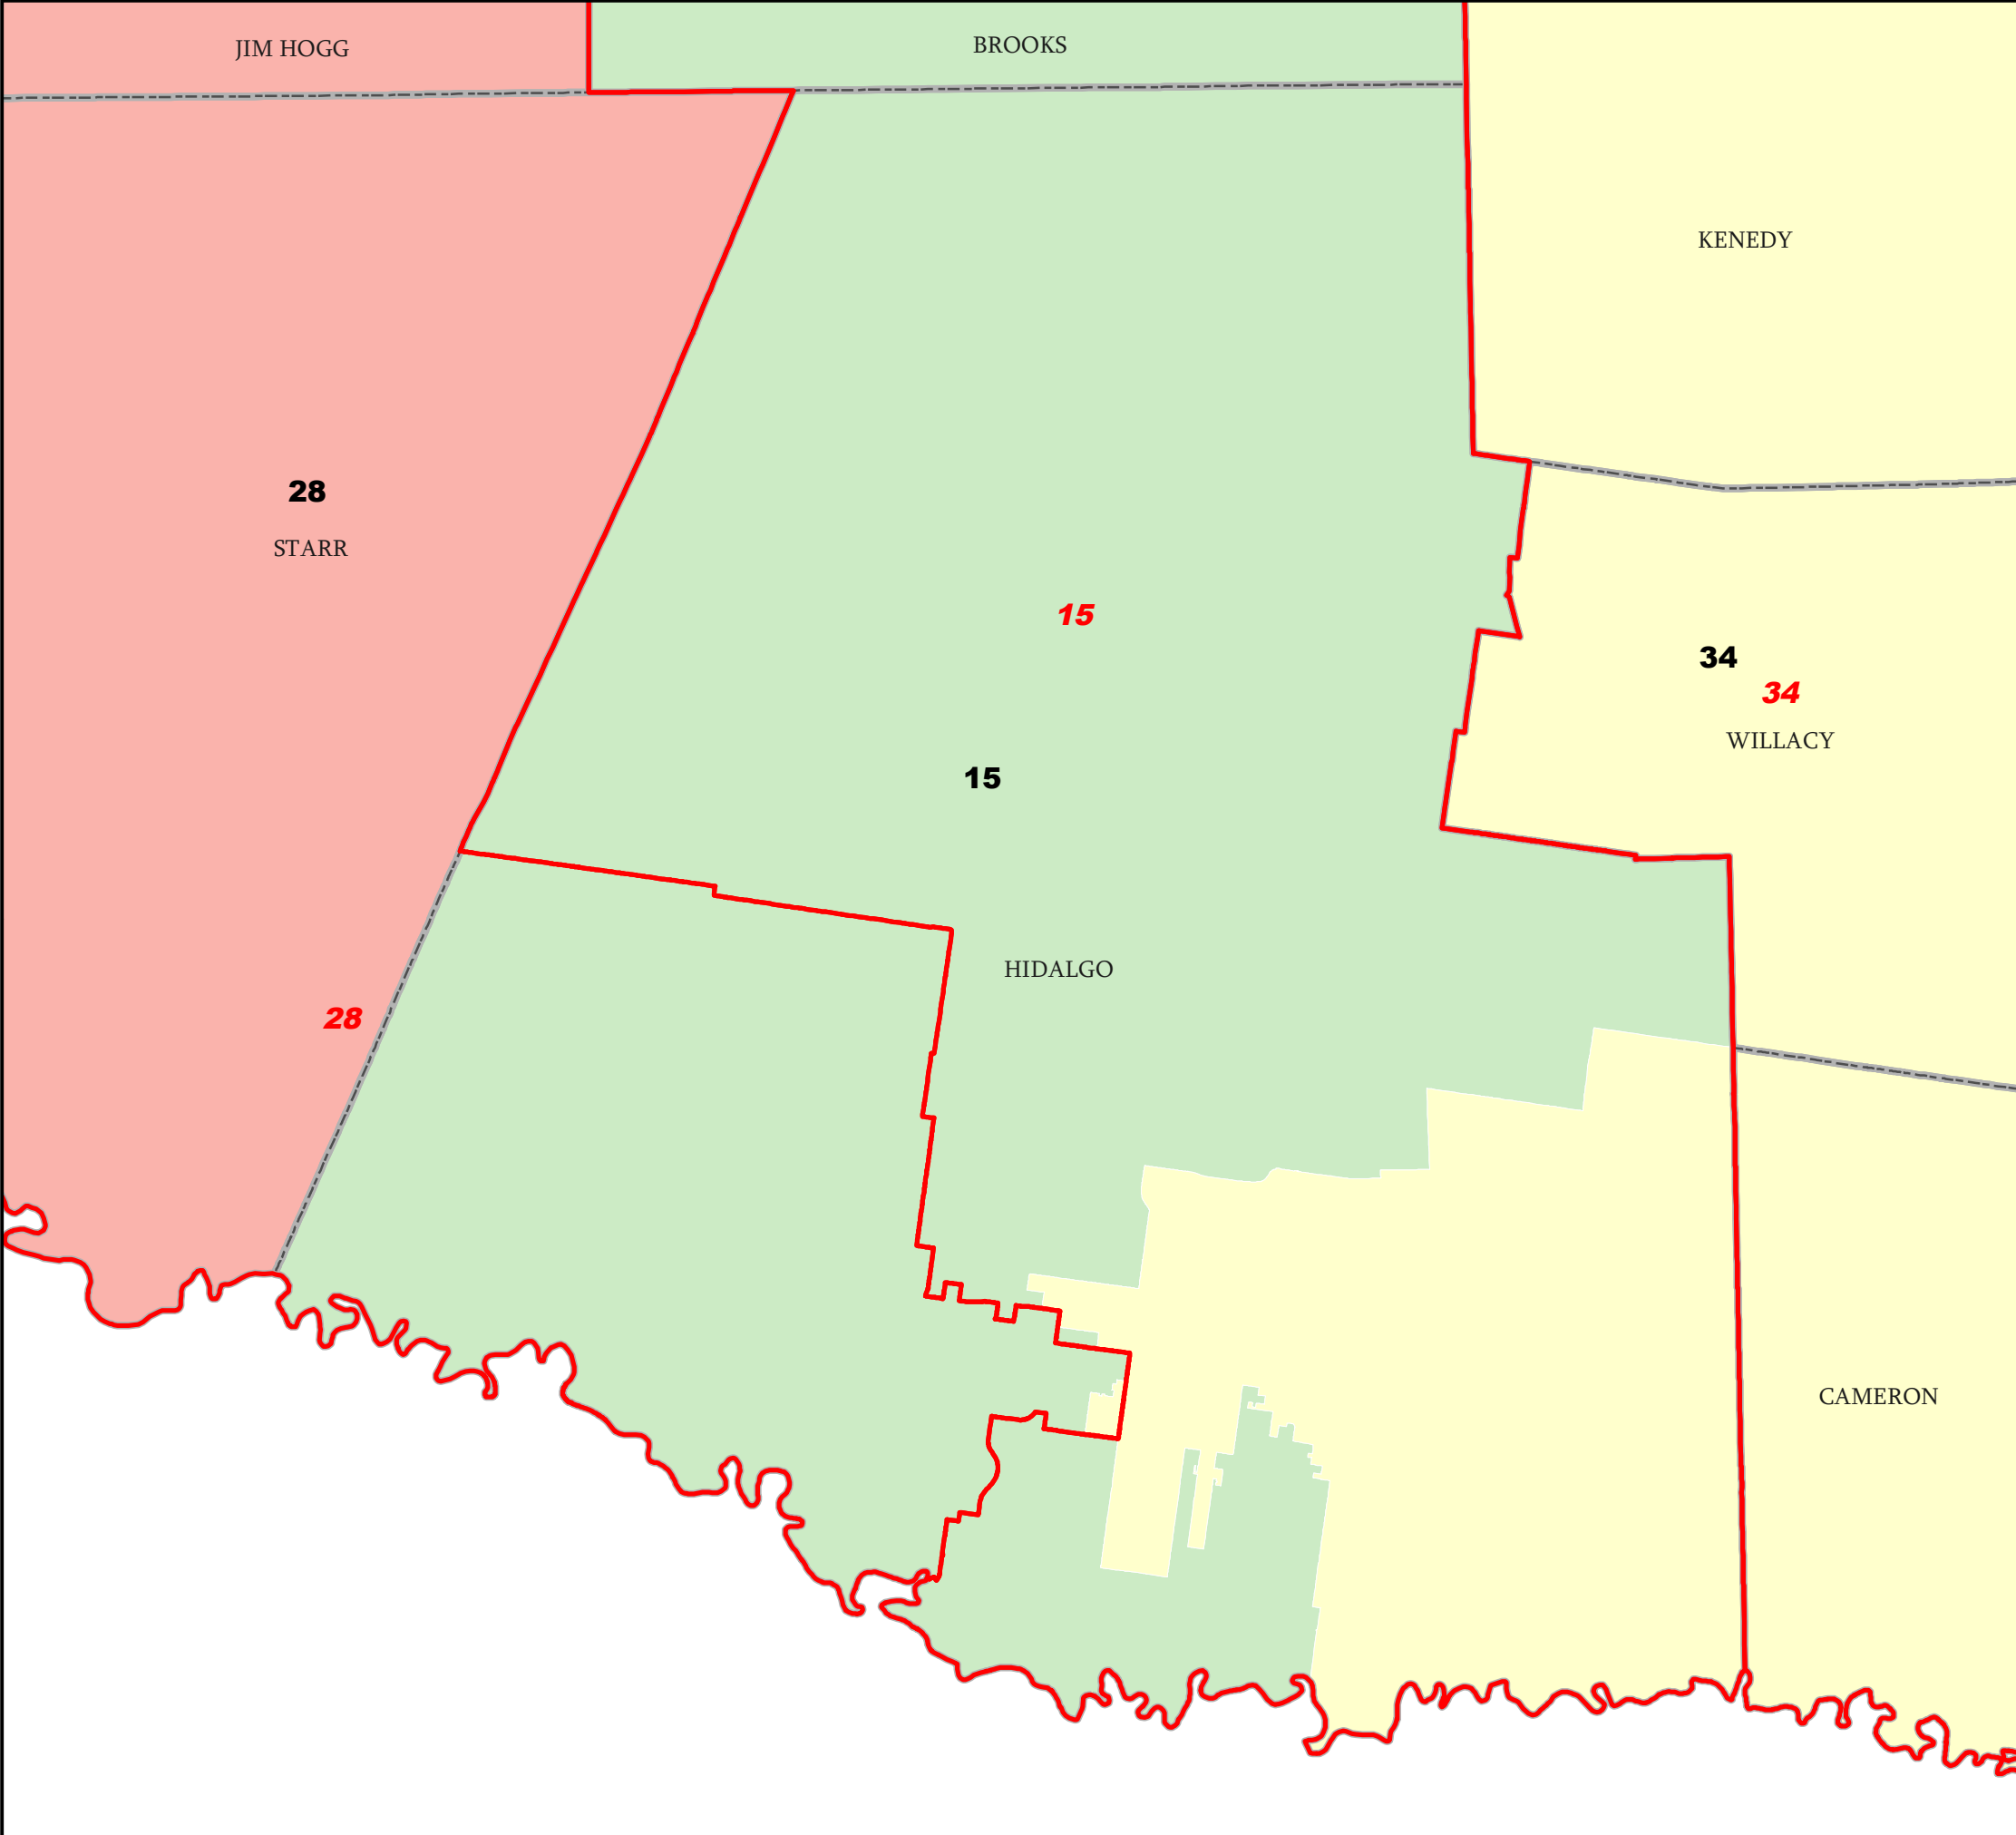 JIM HOGG
BROOKS
KENEDY
28
STARR
15
34
34
WILLACY
15
HIDALGO
28
CAMERON